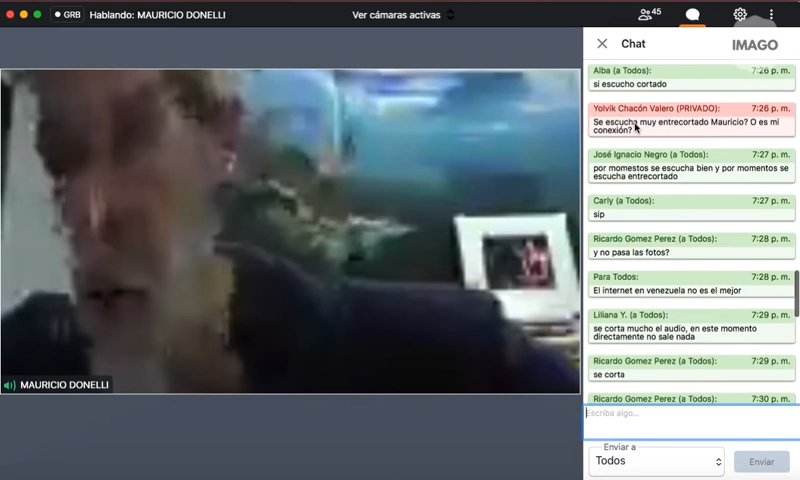 GRB
Hablando: MAURICIO DONELLI
Ver cámaras activas
45
Chat
IMAGO
Alba (a Todos): 7:26 p. m.
si escucho cortado
Yolvik Chacón Valero (PRIVADO): 7:26 p. m.
Se escucha muy entrecortado Mauricio? O es mi
conexión?
José Ignacio Negro (a Todos): 7:27 p. m.
por momestos se escucha bien y por momentos se
escucha entrecortado
Carly (a Todos): 7:27 p. m.
sip
Ricardo Gomez Perez (a Todos): 7:28 p. m.
y no pasa las fotos?
Para Todos: 7:28 p. m.
El internet en venezuela no es el mejor
Liliana Y. (a Todos): 7:29 p. m.
se corta mucho el audio, en este momento
directamente no sale nada
Ricardo Gomez Perez (a Todos): 7:29 p. m.
se corta
Ricardo Gomez Perez (a Todos): 7:30 p. m.
Escriba algo...
Enviar a
Todos
Enviar
MAURICIO DONELLI